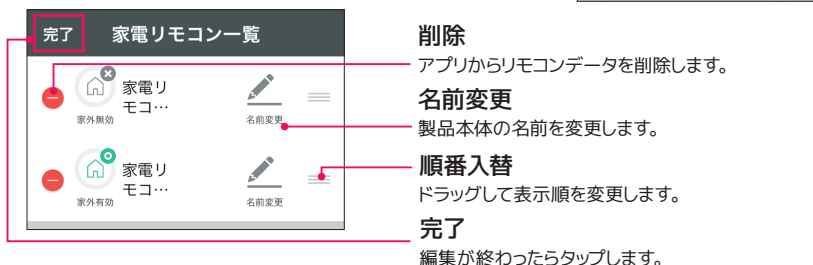 完了 家電リモコン一覧
家電リ
モコ…
家外無効 名前変更
家電リ
モコ…
家外有効 名前変更
削除
アプリからリモコンデータを削除します。
名前変更
製品本体の名前を変更します。
順番入替
ドラッグして表示順を変更します。
完了
編集が終わったらタップします。